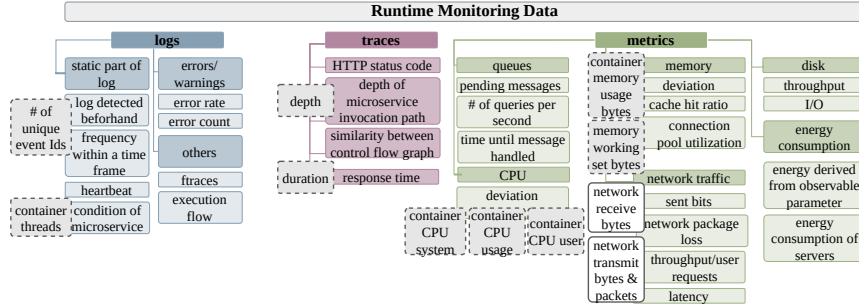 Runtime Monitoring Data
logs
static part of
log
# of
unique
event Ids
log detected
beforhand
frequency
within a time
frame
heartbeat
container
threads
condition of
microservice
errors/
warnings
error rate
error count
others
ftraces
execution
flow
traces
HTTP status code
depth
depth of
microservice
invocation path
similarity between
control flow graph
duration
response time
metrics
queues
pending messages
# of queries per
second
time until message
handled
CPU
deviation
container
CPU
system
container
CPU
usage
container
CPU user
container
memory
usage
bytes
memory
working
set bytes
memory
deviation
cache hit ratio
connection
pool utilization
network traffic
network
receive
bytes
sent bits
network package
loss
network
transmit
bytes &
packets
throughput/user
requests
latency
disk
throughput
I/O
energy
consumption
energy derived
from observable
parameter
energy
consumption of
servers